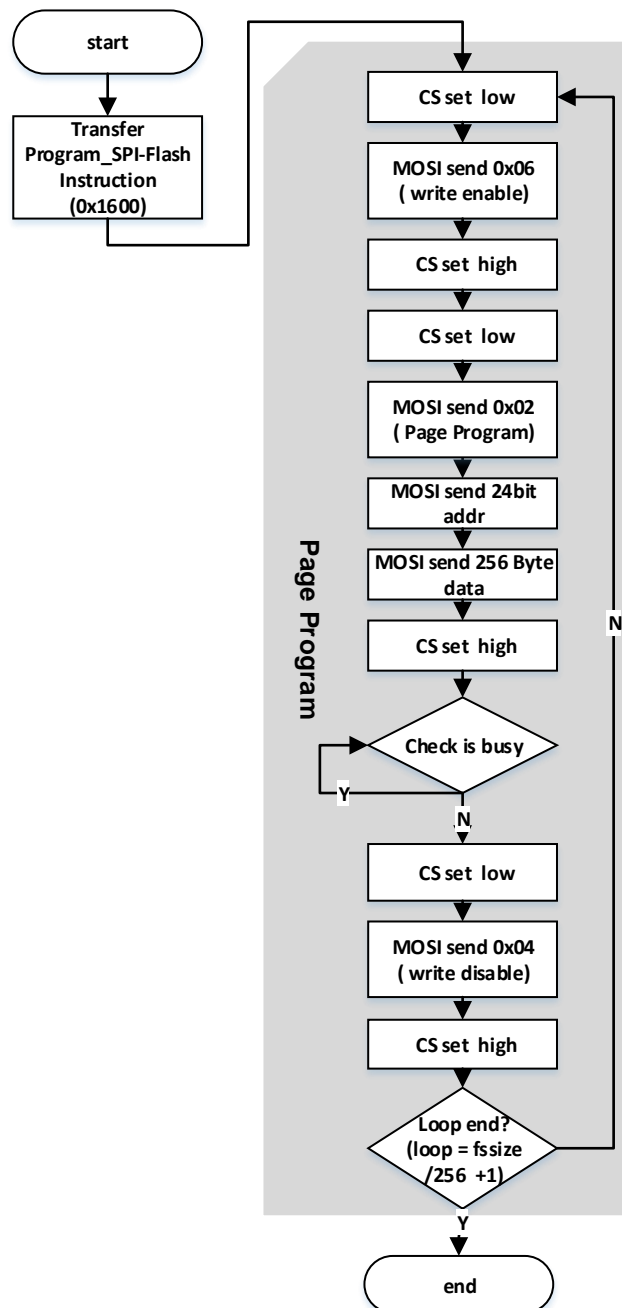 start
Transfer
Program_SPI-Flash
Instruction
(0x1600)
CS set low
MOSI send 0x06
( write enable)
CS set high
CS set low
MOSI send 0x02
( Page Program)
MOSI send 24bit
addr
MOSI send 256 Byte
data
CS set high
Page Program
N
Check is busy
Y
N
CS set low
MOSI send 0x04
( write disable)
CS set high
Loop end?
(loop = fssize
/256 +1)
Y
end